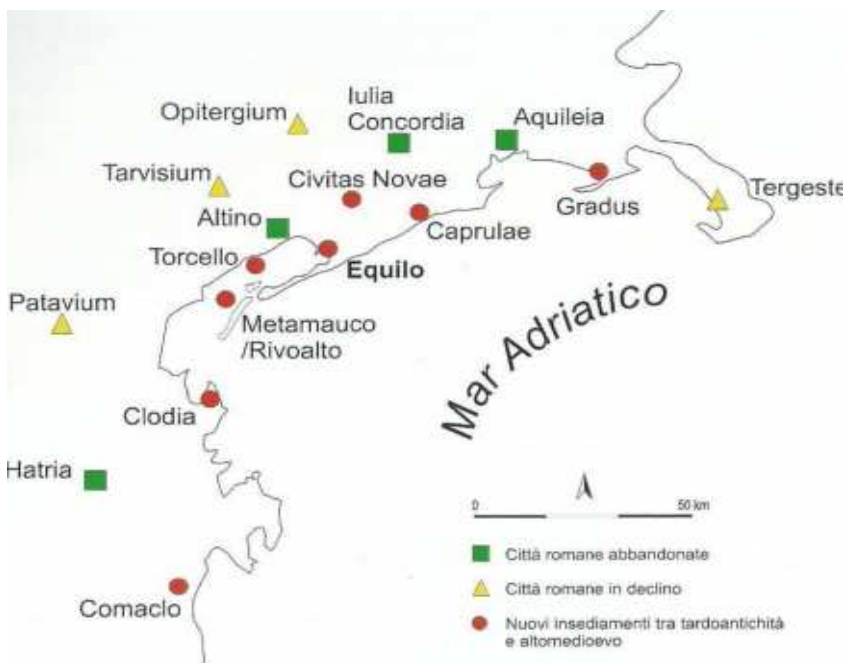 Opitergium
Iulia
Concordia
Aquileia
Tarvisium
Civitas Novae
Altino
Gradus
Tergeste
Caprulae
Torcello
Equilo
Patavium
Metamauco
/Rivoalto
Mar Adriatico
Clodia
Hatria
0 50 km
Città romane abbandonate
Città romane in declino
Comaclo
Nuovi insediamenti tra tardoantichità
e altomedioevo